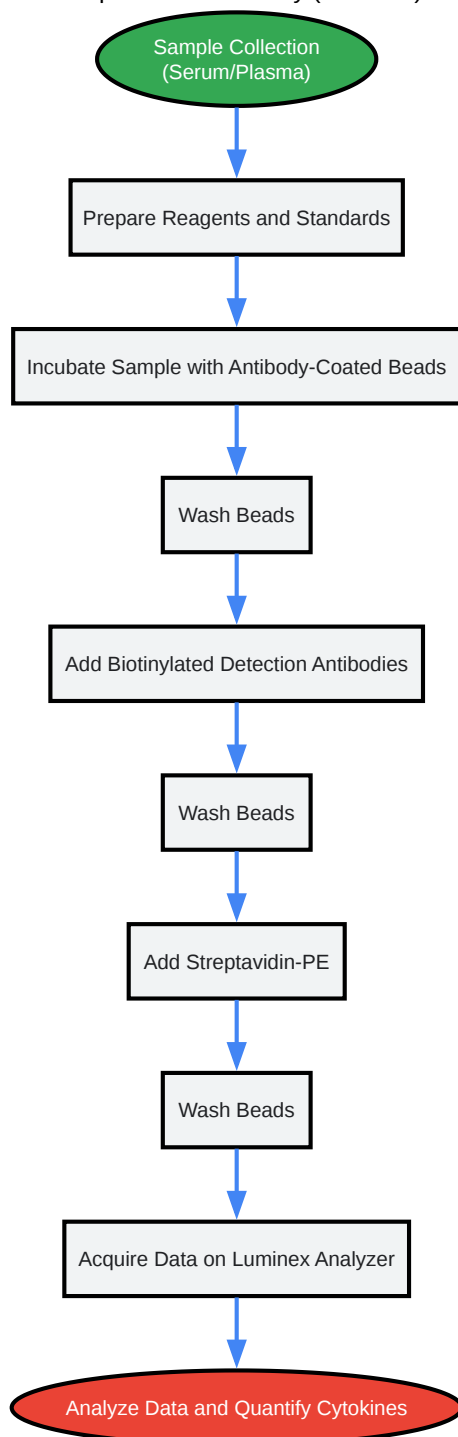 Sample Collection
(Serum/Plasma)
Prepare Reagents and Standards
Incubate Sample with Antibody-Coated Beads
Wash Beads
Add Biotinylated Detection Antibodies
Wash Beads
Add Streptavidin-PE
Wash Beads
Acquire Data on Luminex Analyzer
Analyze Data and Quantify Cytokines